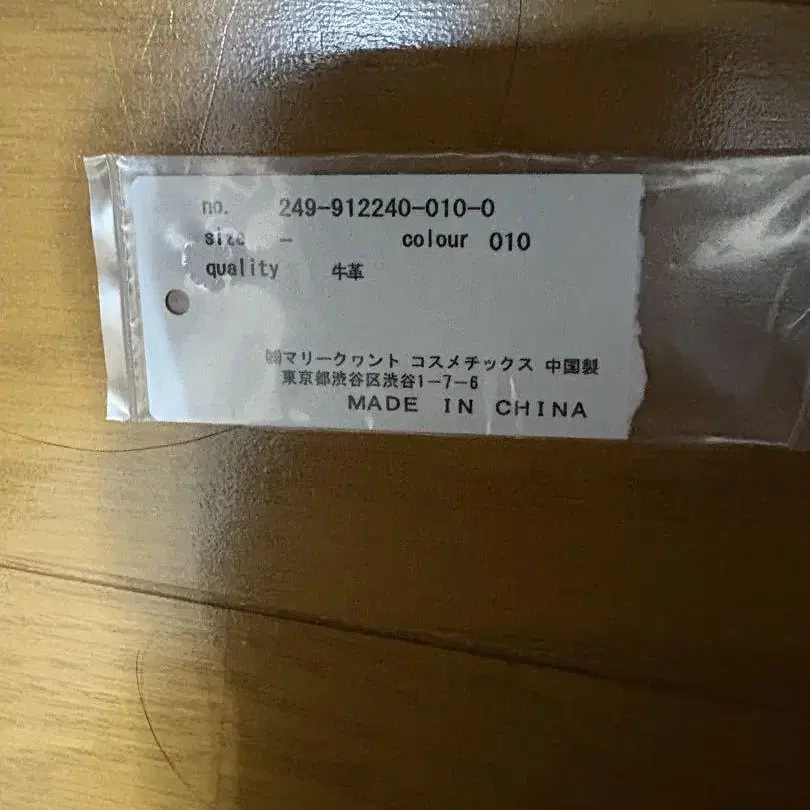 no. 249-912240-010-0
size - colour 010
quality 牛革
㈱マリークヮント コスメチックス 中国製
東京都渋谷区渋谷1-7-6
MADE IN CHINA